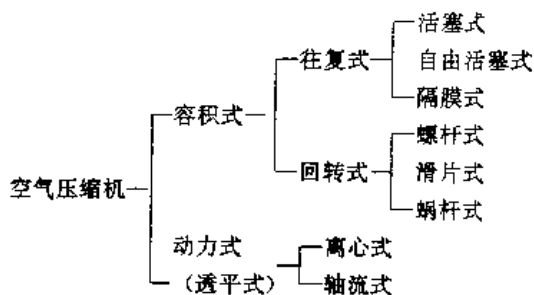 活塞式
往复式
自由活塞式
隔膜式
容积式
螺杆式
回转式
滑片式
蜗杆式
空气压缩机
动力式
(透平式)
离心式
轴流式